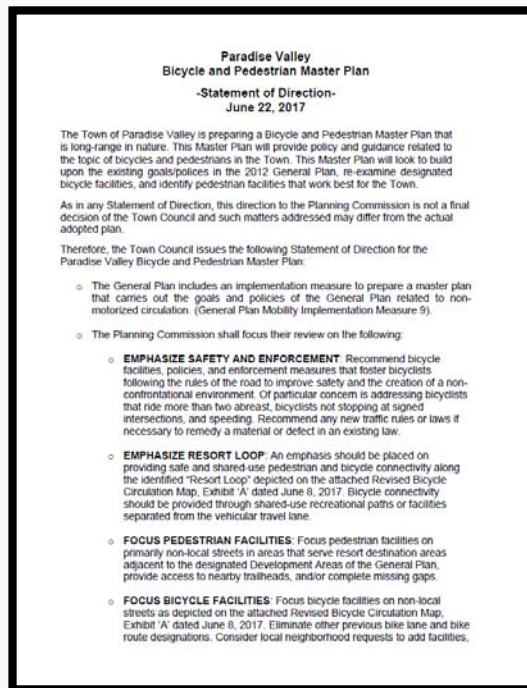 Paradise Valley
Bicycle and Pedestrian Master Plan
-Statement of Direction-
June 22, 2017
The Town of Paradise Valley is preparing a Bicycle and Pedestrian Master Plan that
is long-range in nature. This Master Plan will provide policy and guidance related to
the topic of bicycles and pedestrians in the Town. This Master Plan will look to build
upon the existing goals/polices in the 2012 General Plan, re-examine designated
bicycle facilities, and identify pedestrian facilities that work best for the Town.
As in any Statement of Direction, this direction to the Planning Commission is not a final
decision of the Town Council and such matters addressed may differ from the actual
adopted plan.
Therefore, the Town Council issues the following Statement of Direction for the
Paradise Valley Bicycle and Pedestrian Master Plan:
o The General Plan includes an implementation measure to prepare a master plan
that carries out the goals and policies of the General Plan related to non-
motorized circulation. (General Plan Mobility Implementation Measure 9).
o The Planning Commission shall focus their review on the following:
o EMPHASIZE SAFETY AND ENFORCEMENT: Recommend bicycle
facilities, policies, and enforcement measures that foster bicyclists
following the rules of the road to improve safety and the creation of a non-
confrontational environment. Of particular concern is addressing bicyclists
that ride more than two abreast, bicyclists not stopping at signed
intersections, and speeding. Recommend any new traffic rules or laws if
necessary to remedy a material or defect in an existing law.
o EMPHASIZE RESORT LOOP: An emphasis should be placed on
providing safe and shared-use pedestrian and bicycle connectivity along
the identified "Resort Loop" depicted on the attached Revised Bicycle
Circulation Map, Exhibit 'A' dated June 8, 2017. Bicycle connectivity
should be provided through shared-use recreational paths or facilities
separated from the vehicular travel lane.
o FOCUS PEDESTRIAN FACILITIES: Focus pedestrian facilities on
primarily non-local streets in areas that serve resort destination areas
adjacent to the designated Development Areas of the General Plan,
provide access to nearby trailheads, and/or complete missing gaps.
o FOCUS BICYCLE FACILITIES: Focus bicycle facilities on non-local
streets as depicted on the attached Revised Bicycle Circulation Map,
Exhibit 'A' dated June 8, 2017. Eliminate other previous bike lane and bike
route designations. Consider local neighborhood requests to add facilities,